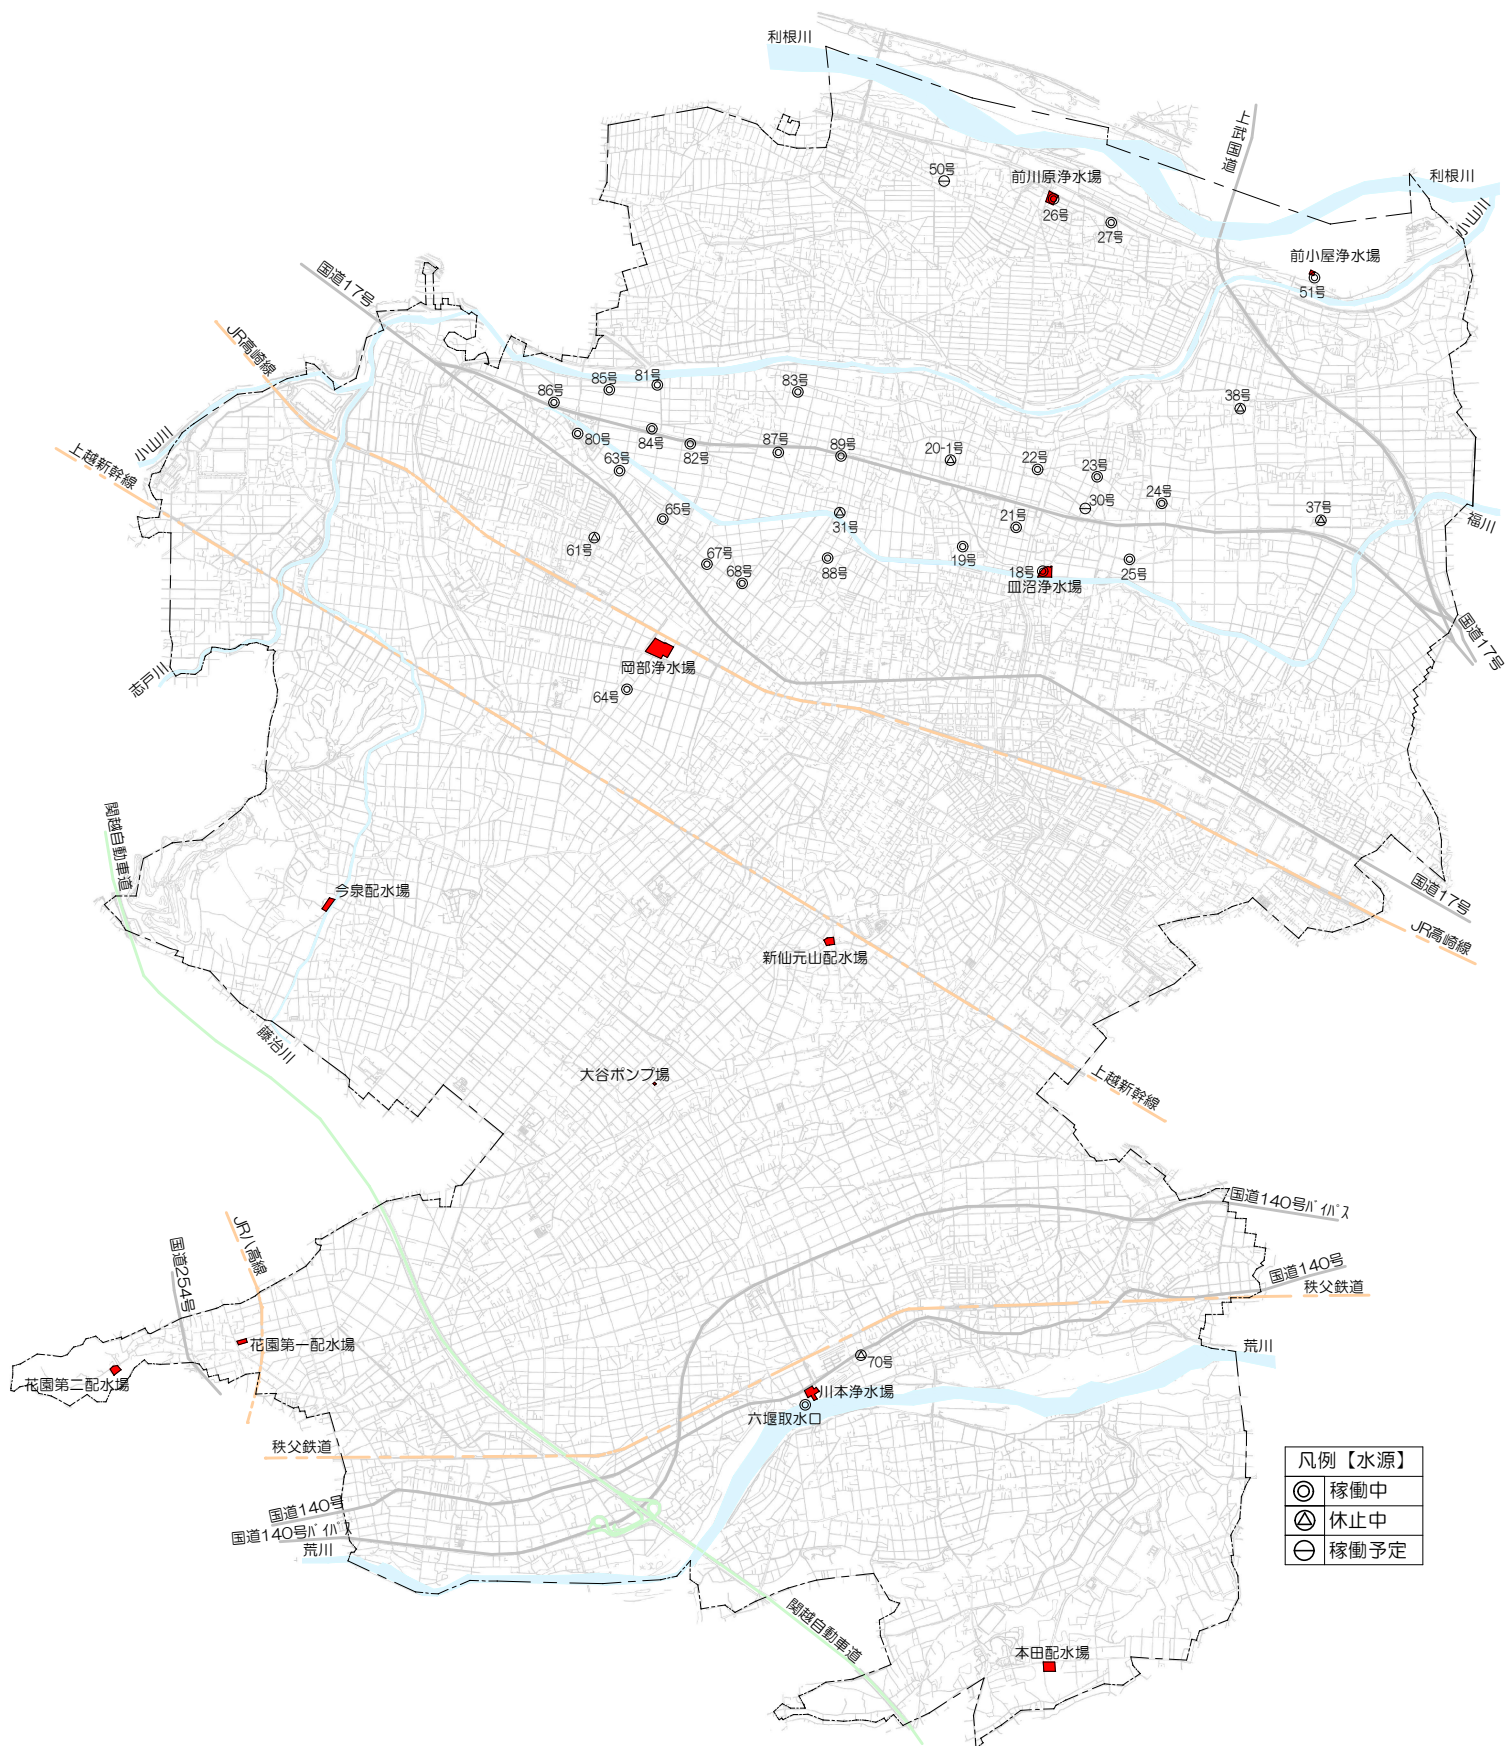 利根川
上武国道
50号
前川原浄水場
26号
27号
利根川
小山川
前小屋浄水場
51号
国道17号
JR高崎線
86号
85号
81号
83号
38号
小山川
上越新幹線
80号
84号
82号
87号
89号
20-1号
22号
23号
63号
30号
24号
65号
31号
21号
37号
福川
61号
67号
68号
88号
19号
18号
皿沼浄水場
25号
国道17号
志戸川
岡部浄水場
64号
関越自動車道
今泉配水場
国道17号
JR高崎線
新仙元山配水場
藤治川
大谷ポンプ場
上越新幹線
国道140号バイパス
JR八高線
国道254号
国道140号
秩父鉄道
花園第一配水場
花園第二配水場
荒川
70号
川本浄水場
六堰取水口
秩父鉄道
国道140号
国道140号バイパス
荒川
凡例【水源】
稼働中
休止中
稼働予定
関越自動車道
本田配水場